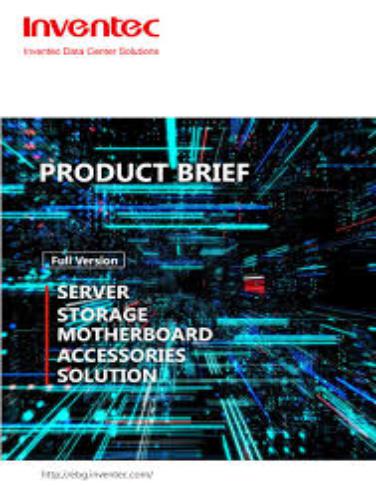 Inventec
Inventec Data Center Solutions
PRODUCT BRIEF
Full Version
SERVER
STORAGE
MOTHERBOARD
ACCESSORIES
SOLUTION
http://ebg.inventec.com/